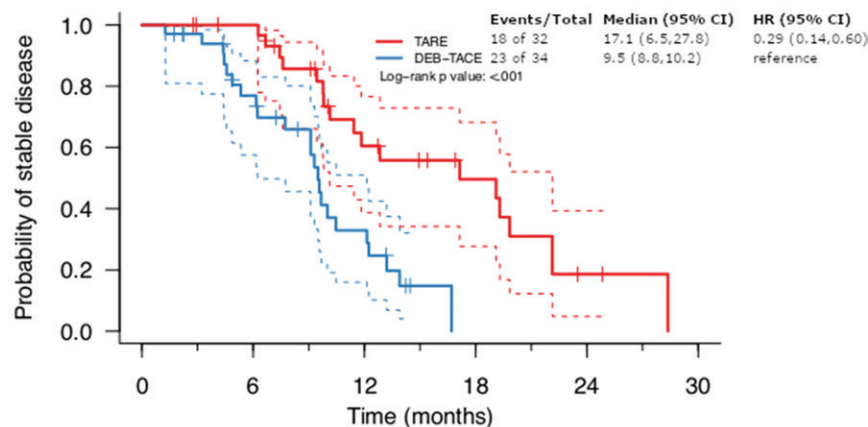 Events/Total Median (95% CI) HR (95% CI)
TARE 18 of 32 17.1 (6.5,27.8) 0.29 (0.14,0.60)
DEB-TACE 23 of 34 9.5 (8.8,10.2) reference
Log-rank p value: <001
Probability of stable disease
1.0
0.8
0.6
0.4
0.2
0.0
0 6 12 18 24 30
Time (months)